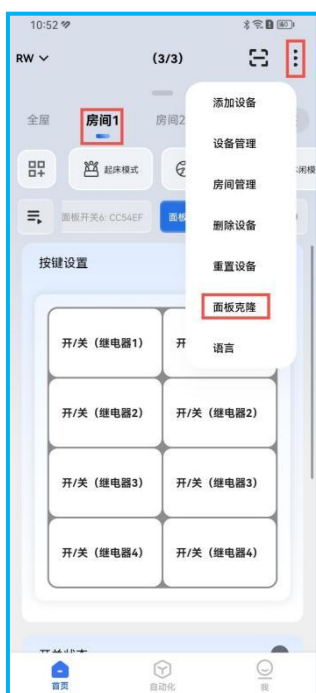 10:52
RW
(3/3)
添加设备
全屋
房间1
房间2
设备管理
起床模式
闲模
房间管理
面板开关6: CC54EF
面板
删除设备
按键设置
重置设备
面板克隆
语言
开/关（继电器1）
开
开/关（继电器2）
开/关（继电器2）
开/关（继电器3）
开/关（继电器3）
开/关（继电器4）
开/关（继电器4）
首页
自动化
我